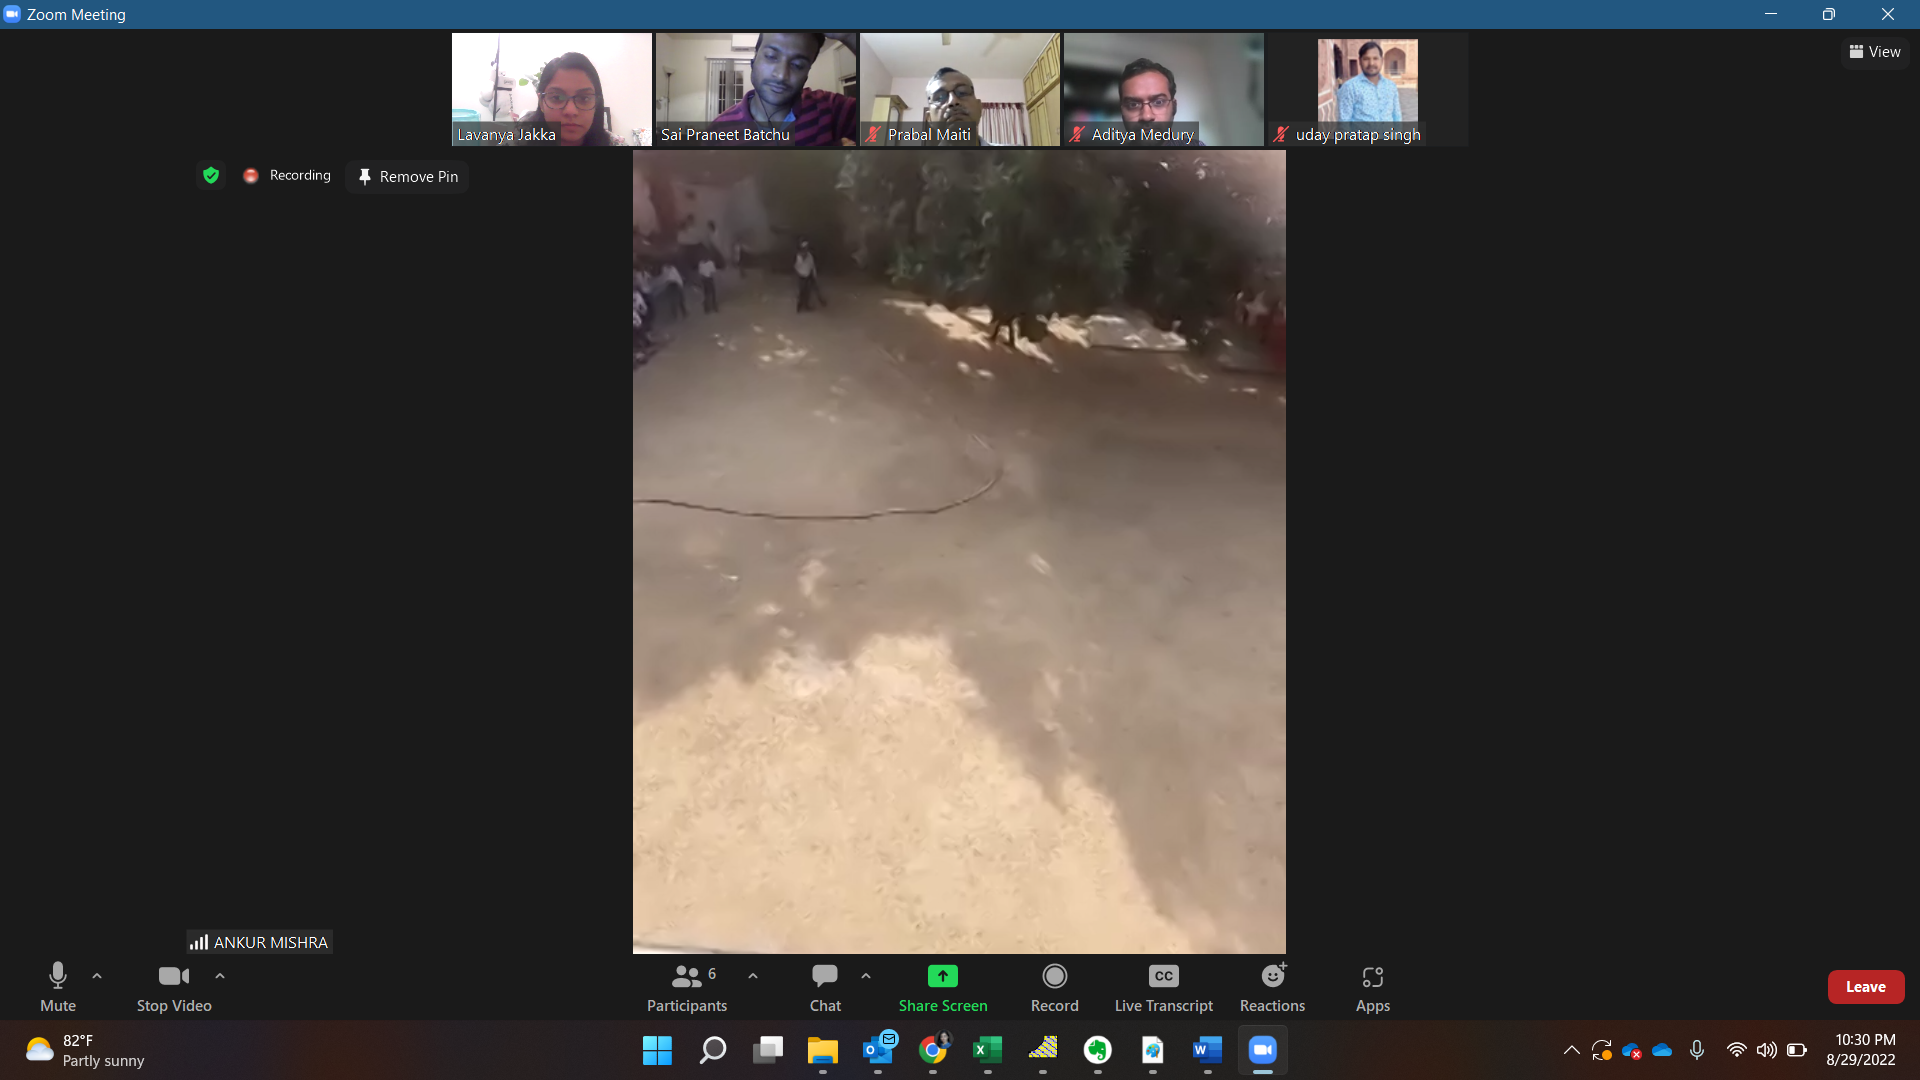 Zoom Meeting
View
Lavanya Jakka
Sai Praneet Batchu
Prabal Maiti
Aditya Medury
uday pratap singh
Recording
Remove Pin
ANKUR MISHRA
Mute
Stop Video
6
Participants
Chat
Share Screen
Record
CC
Live Transcript
Reactions
Apps
Leave
82°F
Partly sunny
10:30 PM
8/29/2022